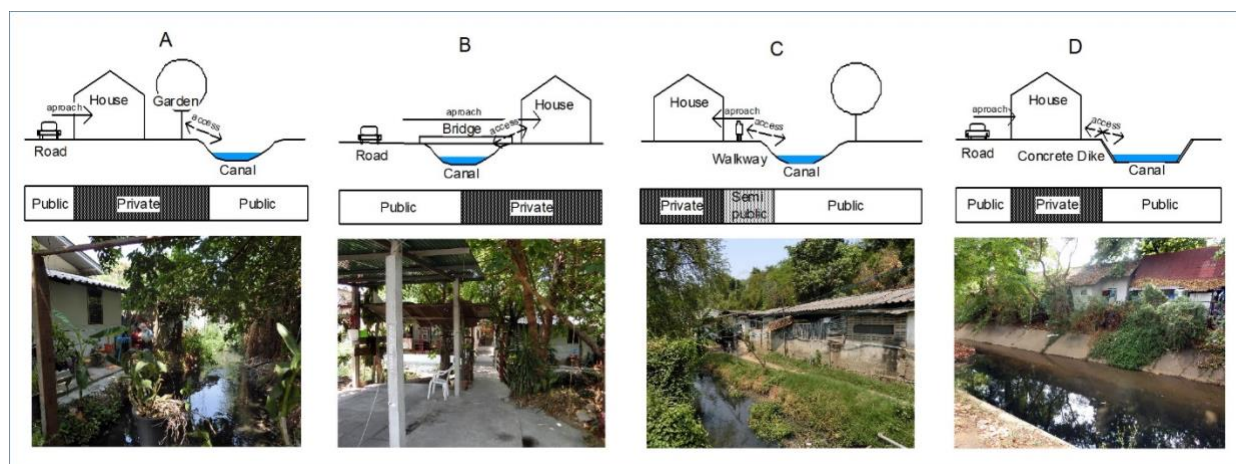 A
aproach
House
Garden
access
Road
Canal
Public
Private
Public
B
aproach
House
Bridge
access
Road
Canal
Public
Private
C
House
aproach
access
Walkway
Canal
Private
Semi
public
Public
D
House
aproach
access
Road
Concrete Dike
Canal
Public
Private
Public